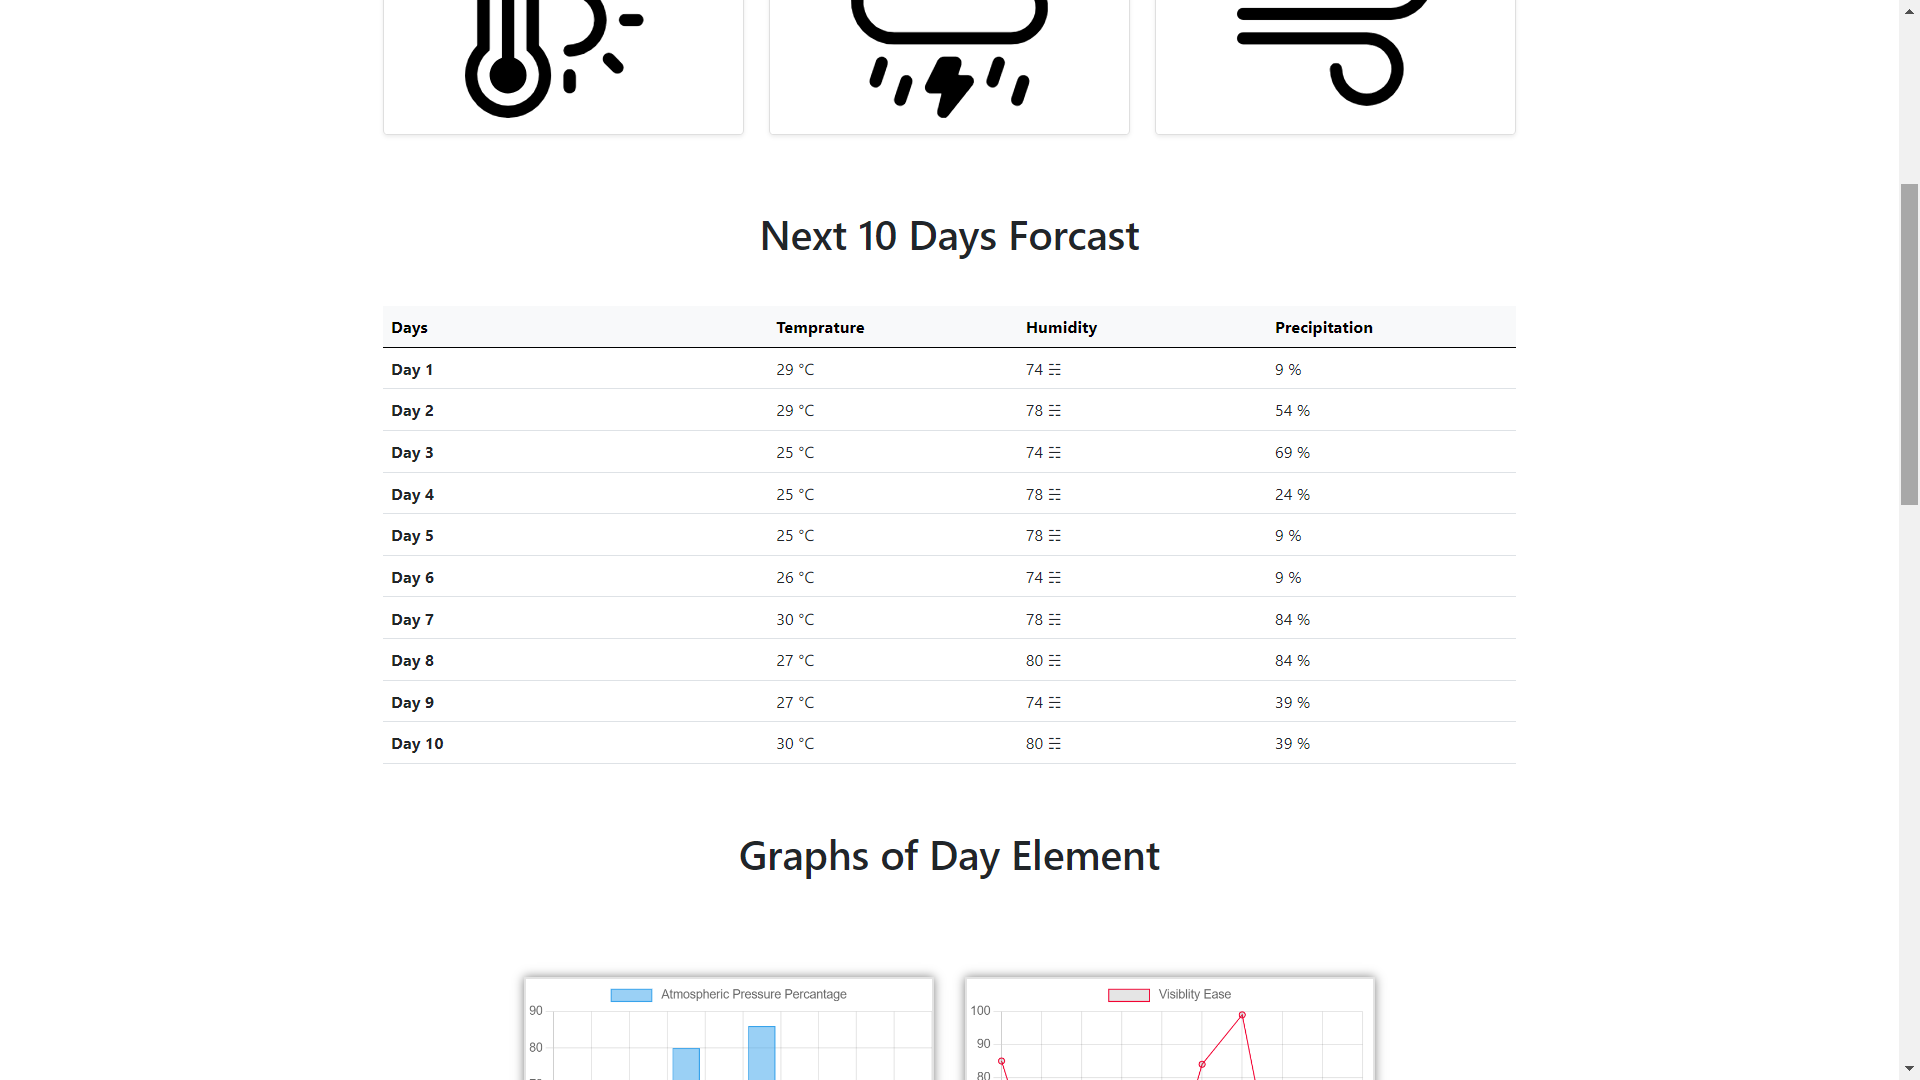 Next 10 Days Forcast
Days Temprature Humidity Precipitation
Day 1 29 °C 74 ☵ 9 %
Day 2 29 °C 78 ☵ 54 %
Day 3 25 °C 74 ☵ 69 %
Day 4 25 °C 78 ☵ 24 %
Day 5 25 °C 78 ☵ 9 %
Day 6 26 °C 74 ☵ 9 %
Day 7 30 °C 78 ☵ 84 %
Day 8 27 °C 80 ☵ 84 %
Day 9 27 °C 74 ☵ 39 %
Day 10 30 °C 80 ☵ 39 %
Graphs of Day Element
Atmospheric Pressure Percantage
90
80
Visiblity Ease
100
90
80